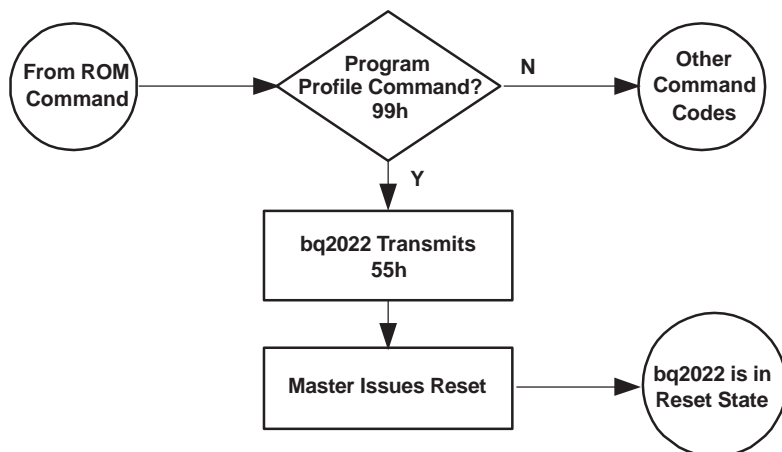 From ROM
Command
Program
Profile Command?
99h
N
Other
Command
Codes
Y
bq2022 Transmits
55h
Master Issues Reset
bq2022 is in
Reset State